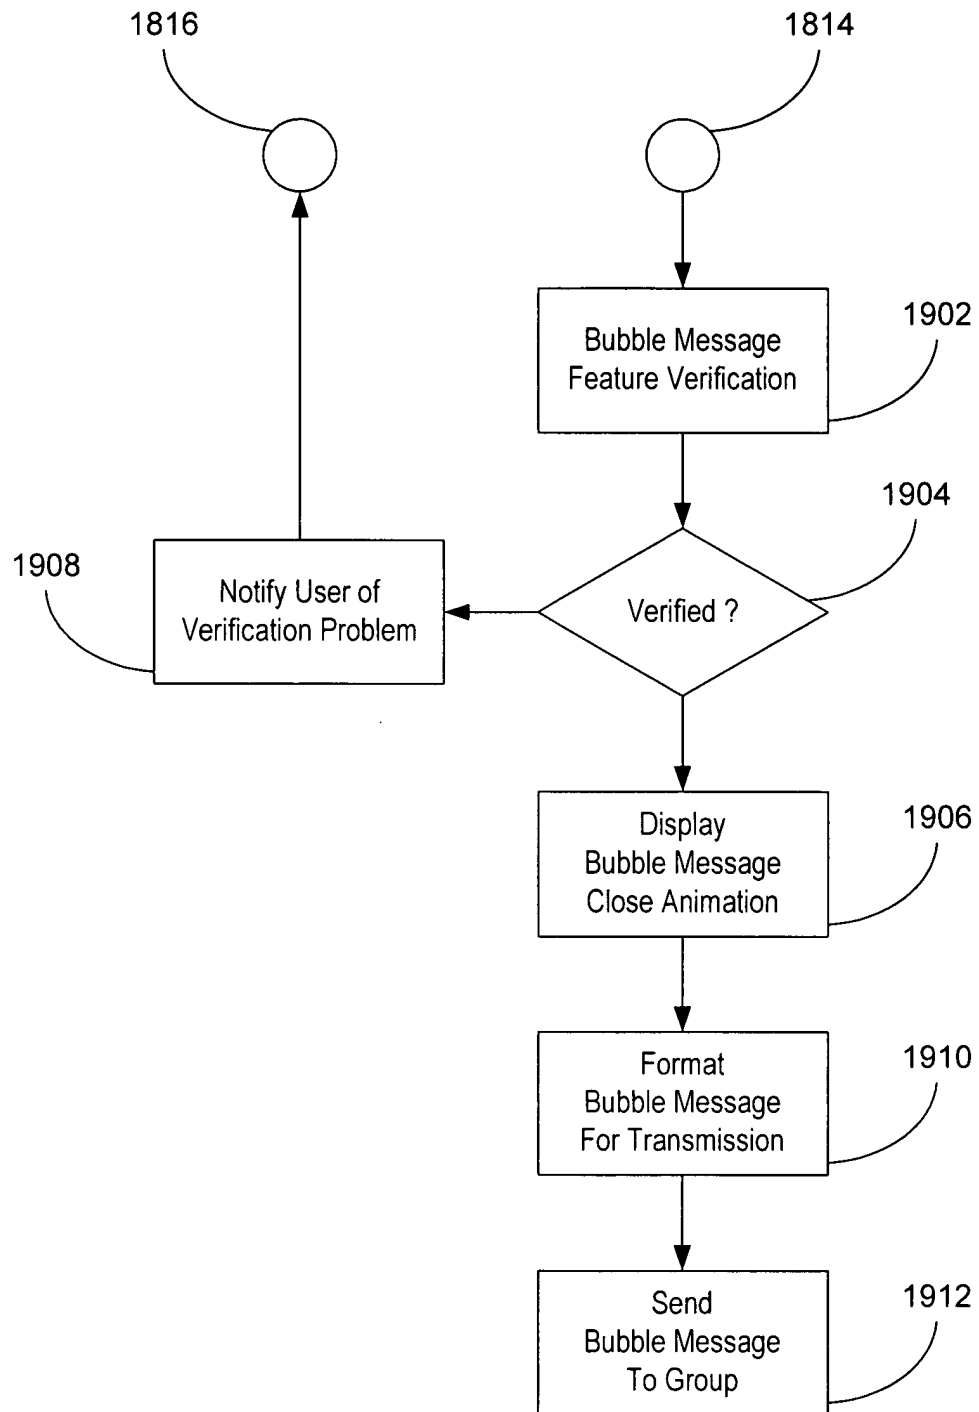 1816
1814
Bubble Message
Feature Verification
1902
1904
Verified ?
1908
Notify User of
Verification Problem
Display
Bubble Message
Close Animation
1906
Format
Bubble Message
For Transmission
1910
Send
Bubble Message
To Group
1912